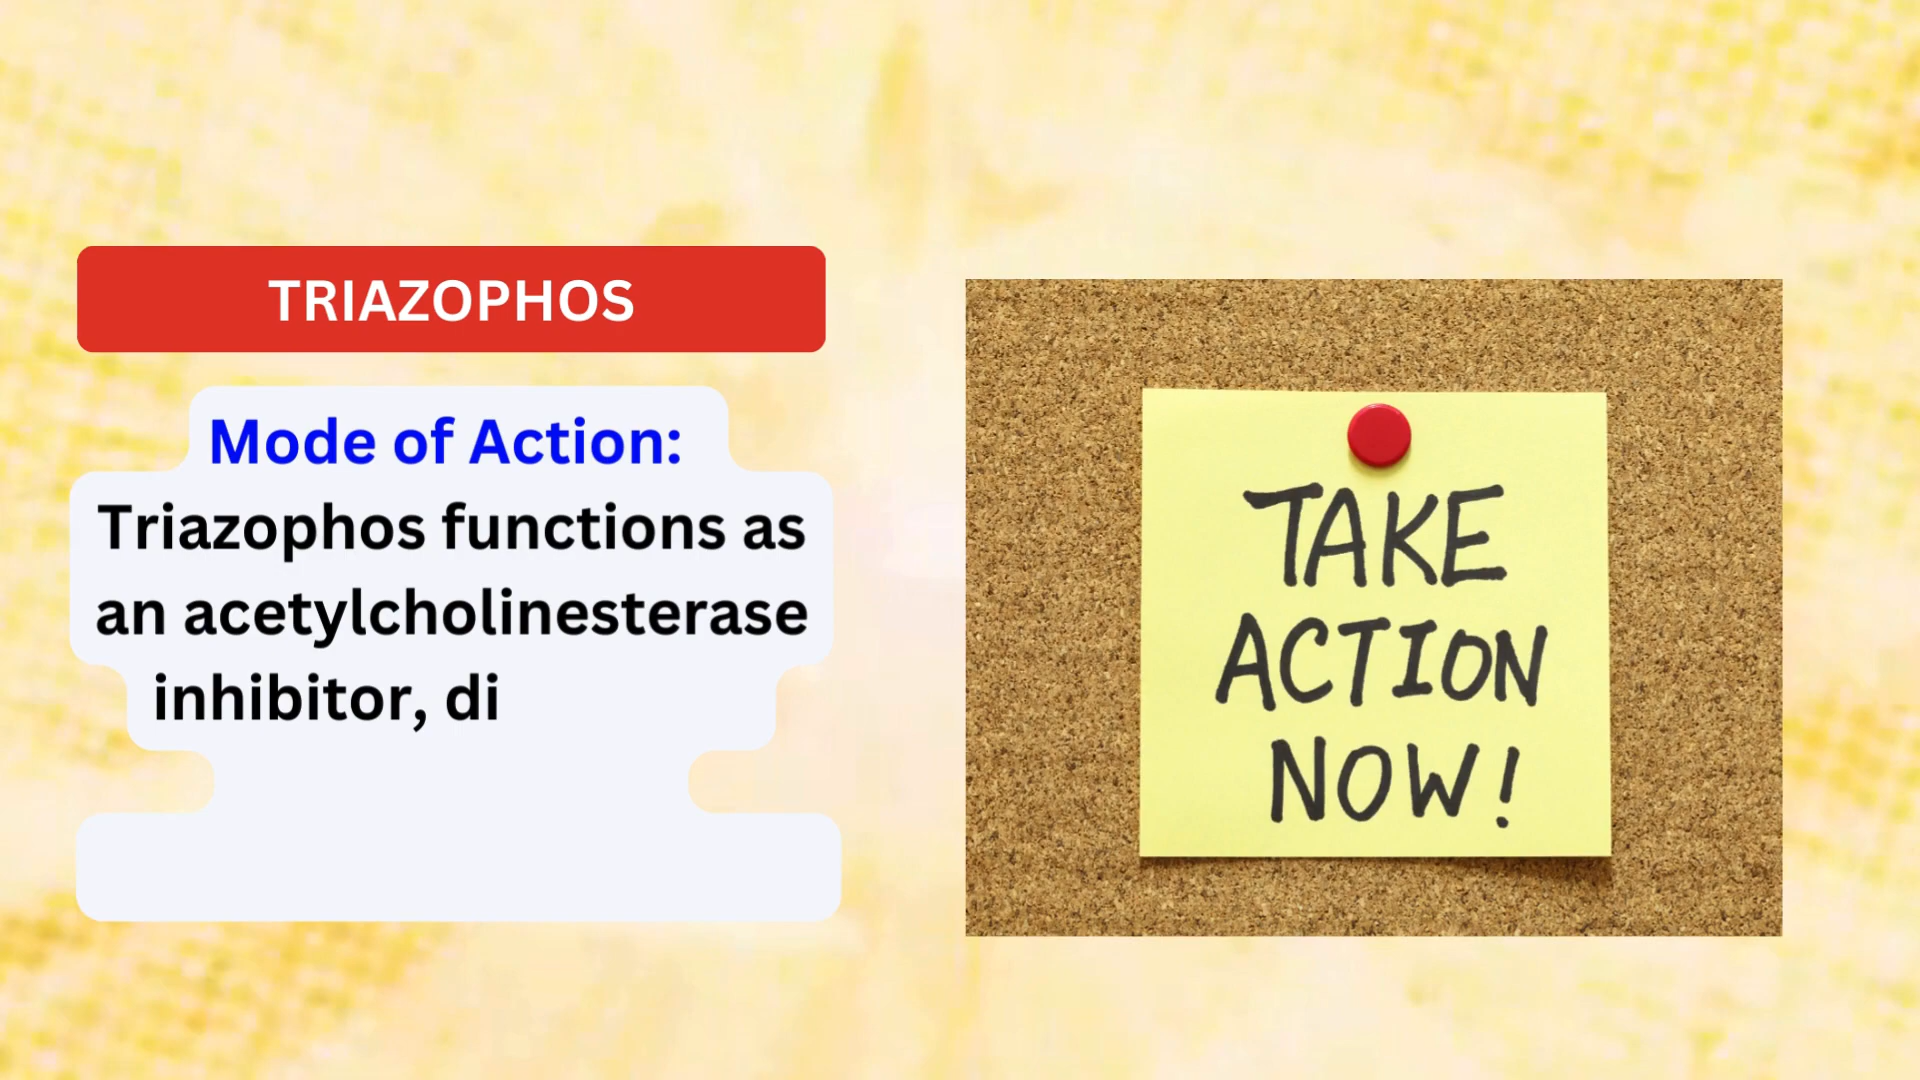 TRIAZOPHOS
Mode of Action:
Triazophos functions as
an acetylcholinesterase
inhibitor, di
TAKE
ACTION
NOW!